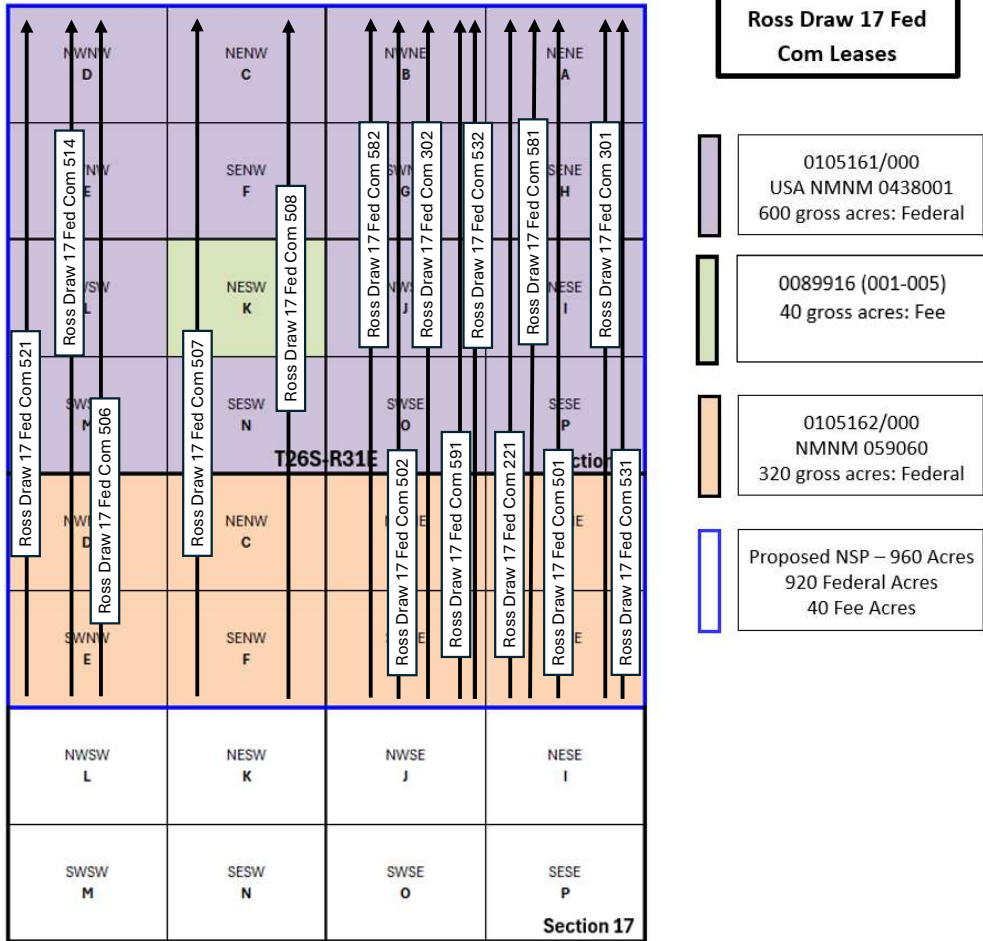 Ross Draw 17 Fed
Com Leases
NWNW
D
NENW
C
NWNE
B
NENE
A
Ross Draw 17 Fed Com 521
Ross Draw 17 Fed Com 514
Ross Draw 17 Fed Com 506
Ross Draw 17 Fed Com 507
Ross Draw 17 Fed Com 508
Ross Draw 17 Fed Com 582
Ross Draw 17 Fed Com 502
Ross Draw 17 Fed Com 302
Ross Draw 17 Fed Com 591
Ross Draw 17 Fed Com 532
Ross Draw 17 Fed Com 221
Ross Draw 17 Fed Com 581
Ross Draw 17 Fed Com 501
Ross Draw 17 Fed Com 301
Ross Draw 17 Fed Com 531
E
SENW
F
G
SENE
H
L
NESW
K
J
NESE
I
M
SESW
N
SWSE
O
SESE
P
T26S-R31E
D
NENW
C
SWNW
E
SENW
F
NWSW
L
NESW
K
NWSE
J
NESE
I
SWSW
M
SESW
N
SWSE
O
SESE
P
Section 17
0105161/000
USA NMNM 0438001
600 gross acres: Federal
0089916 (001-005)
40 gross acres: Fee
0105162/000
NMNM 059060
320 gross acres: Federal
Proposed NSP – 960 Acres
920 Federal Acres
40 Fee Acres